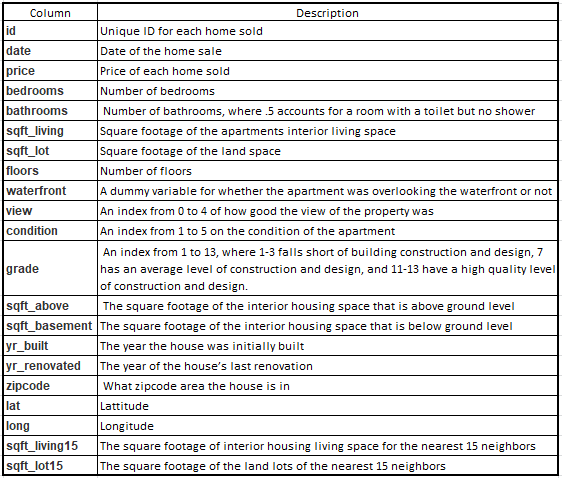 Column Description
id Unique ID for each home sold
date Date of the home sale
price Price of each home sold
bedrooms Number of bedrooms
bathrooms Number of bathrooms, where .5 accounts for a room with a toilet but no shower
sqft_living Square footage of the apartments interior living space
sqft_lot Square footage of the land space
floors Number of floors
waterfront A dummy variable for whether the apartment was overlooking the waterfront or not
view An index from 0 to 4 of how good the view of the property was
condition An index from 1 to 5 on the condition of the apartment
An index from 1 to 13, where 1-3 falls short of building construction and design, 7
grade has an average level of construction and design, and 11-13 have a high quality level
of construction and design.
sqft_above The square footage of the interior housing space that is above ground level
sqft_basement The square footage of the interior housing space that is below ground level
yr_built The year the house was initially built
yr_renovated The year of the house's last renovation
zipcode What zipcode area the house is in
lat Lattitude
long Longitude
sqft_living15 The square footage of interior housing living space for the nearest 15 neighbors
sqft_lot15 The square footage of the land lots of the nearest 15 neighbors